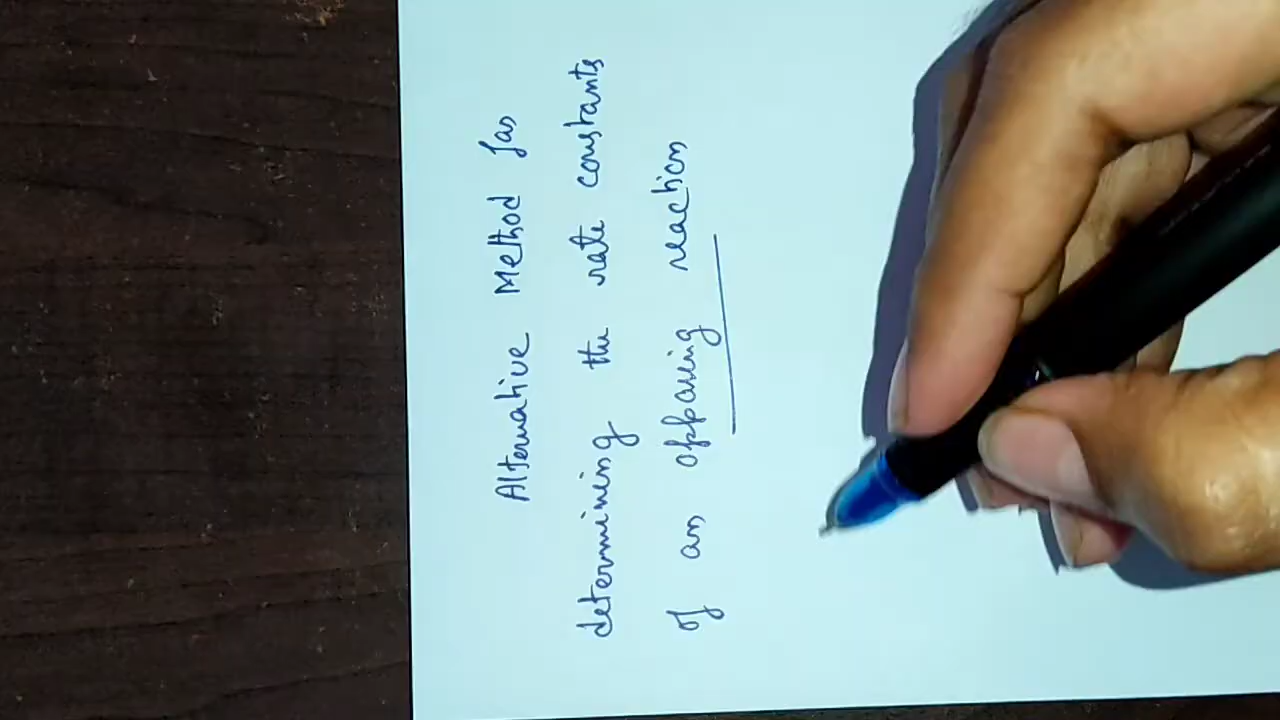 Alternative Method for
determining the rate constants
of an opposing reaction